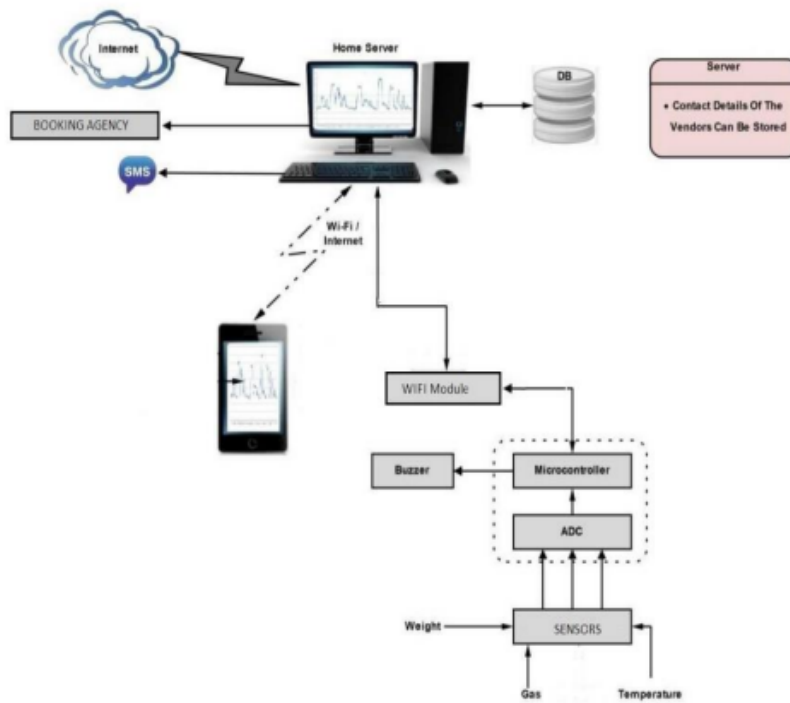 Internet
Home Server
DB
Server
• Contact Details Of The
Vendors Can Be Stored
BOOKING AGENCY
SMS
Wi-Fi /
Internet
WIFI Module
Buzzer
Microcontroller
ADC
Weight
SENSORS
Gas
Temperature